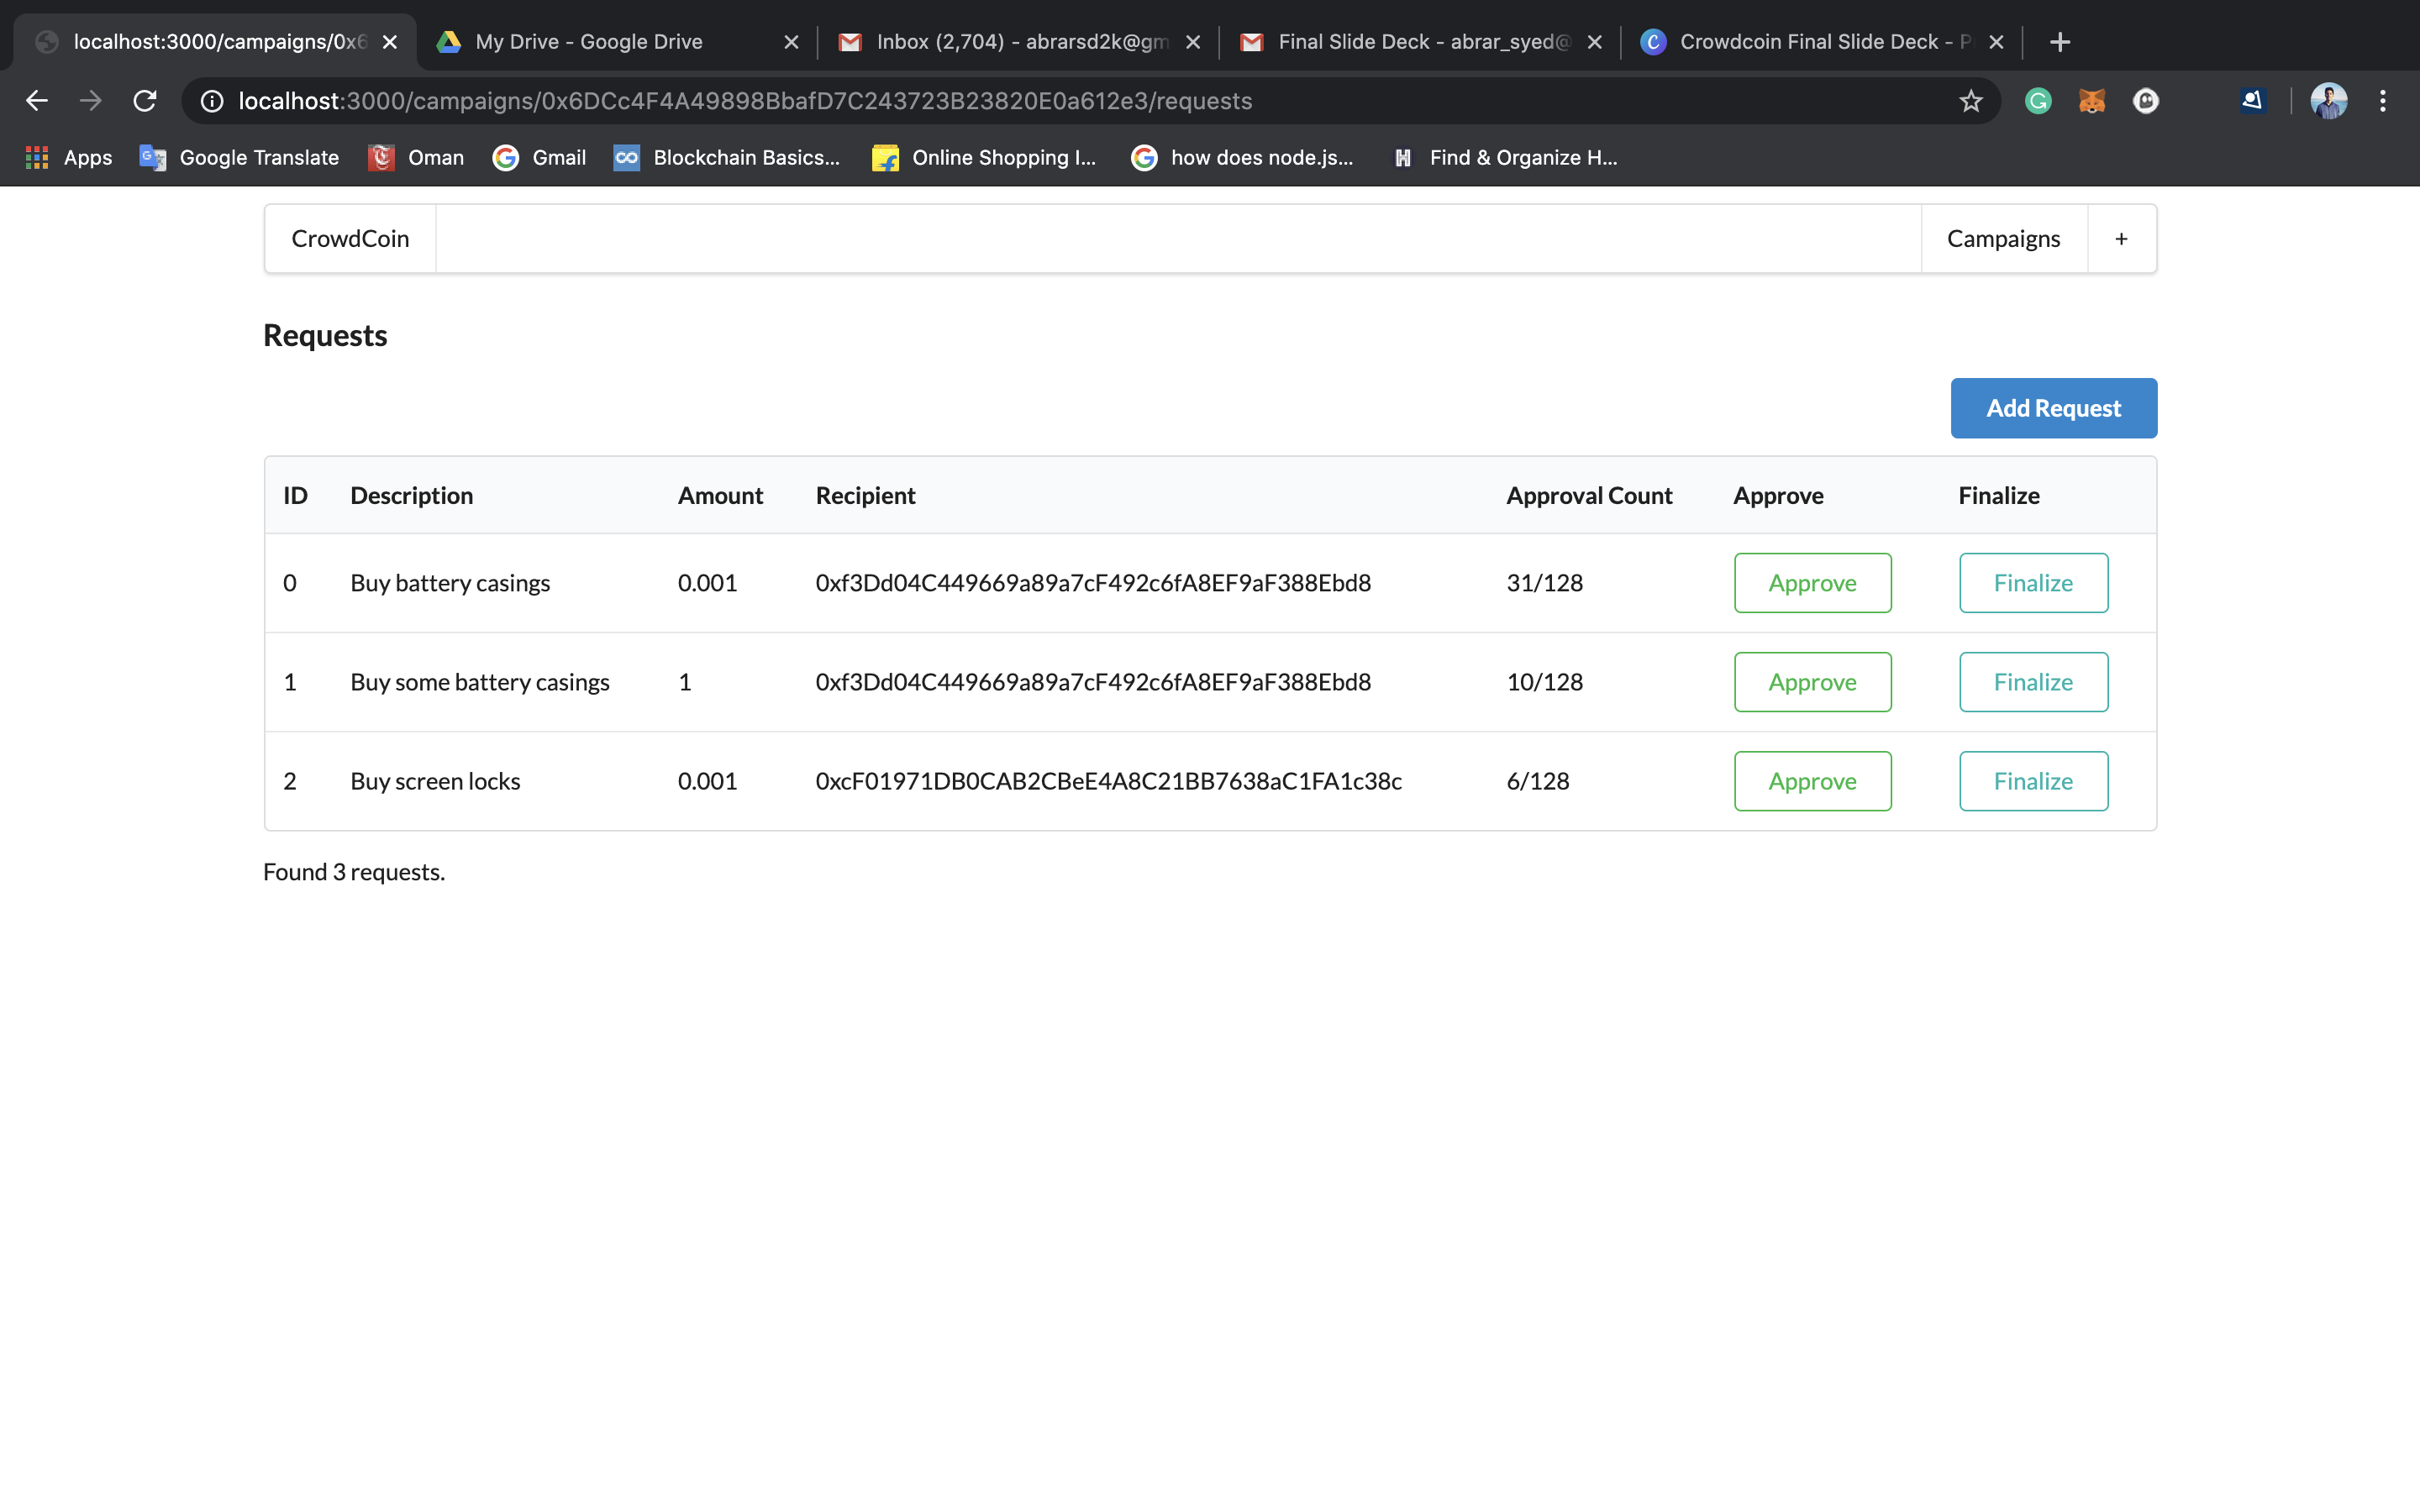 localhost:3000/campaigns/0x6 My Drive - Google Drive Inbox (2,704) - abrarsd2k@gm Final Slide Deck - abrar_syed@ Crowdcoin Final Slide Deck - P
localhost:3000/campaigns/0x6DCc4F4A49898BbafD7C243723B23820E0a612e3/requests
Apps Google Translate Oman Gmail Blockchain Basics... Online Shopping I... how does node.js... Find & Organize H...
CrowdCoin Campaigns +
Requests
Add Request
ID Description Amount Recipient Approval Count Approve Finalize
0 Buy battery casings 0.001 0xf3Dd04C449669a89a7cF492c6fA8EF9aF388Ebd8 31/128 Approve Finalize
1 Buy some battery casings 1 0xf3Dd04C449669a89a7cF492c6fA8EF9aF388Ebd8 10/128 Approve Finalize
2 Buy screen locks 0.001 0xcF01971DB0CAB2CBeE4A8C21BB7638aC1FA1c38c 6/128 Approve Finalize
Found 3 requests.